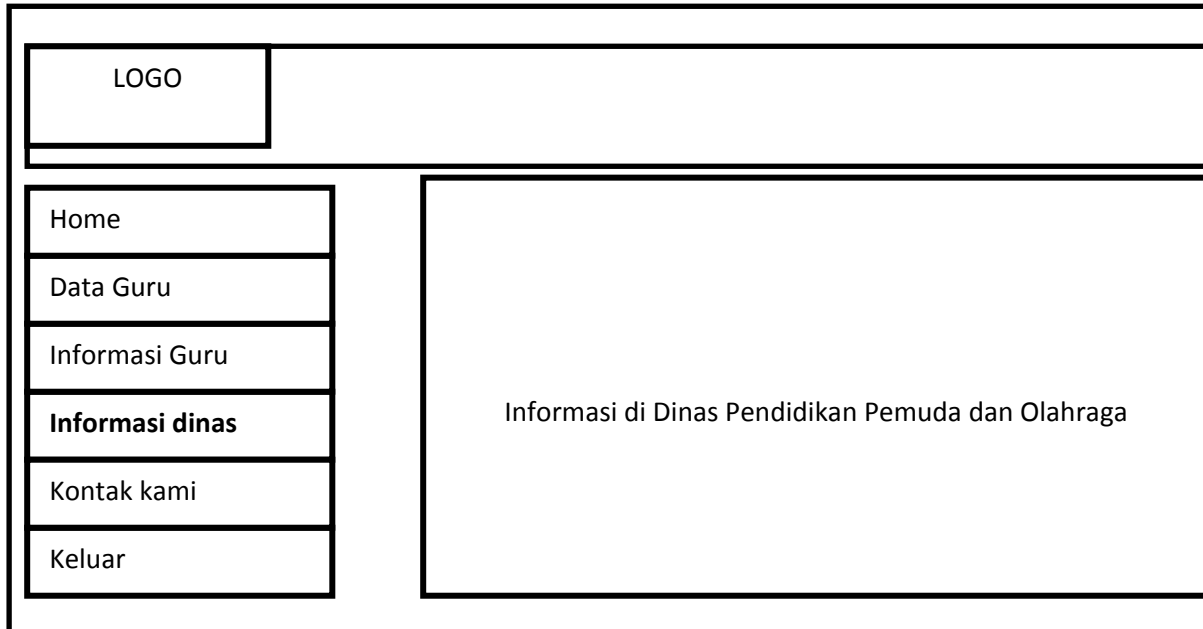 LOGO
Home
Data Guru
Informasi Guru
Informasi dinas
Kontak kami
Keluar
Informasi di Dinas Pendidikan Pemuda dan Olahraga